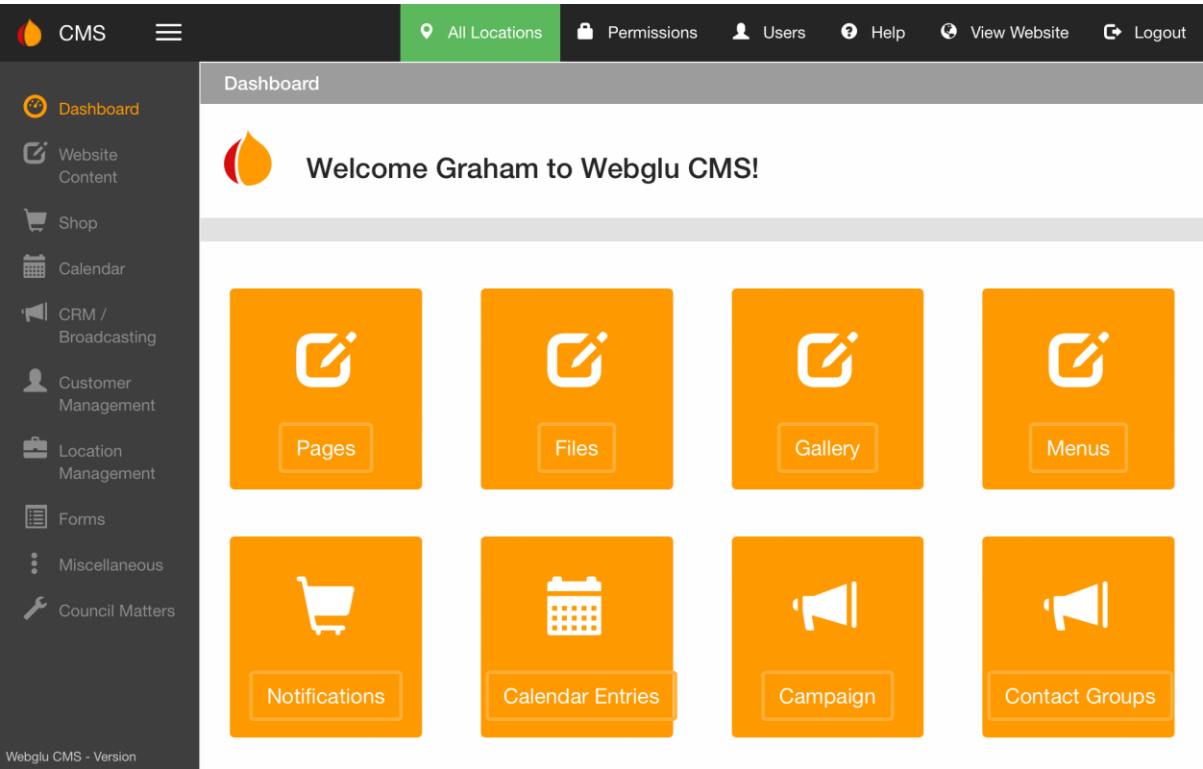 CMS
All Locations
Permissions
Users
Help
View Website
Logout
Dashboard
Website
Content
Shop
Calendar
CRM /
Broadcasting
Customer
Management
Location
Management
Forms
Miscellaneous
Council Matters
Webglu CMS - Version
Dashboard
Welcome Graham to Webglu CMS!
Pages
Files
Gallery
Menus
Notifications
Calendar Entries
Campaign
Contact Groups